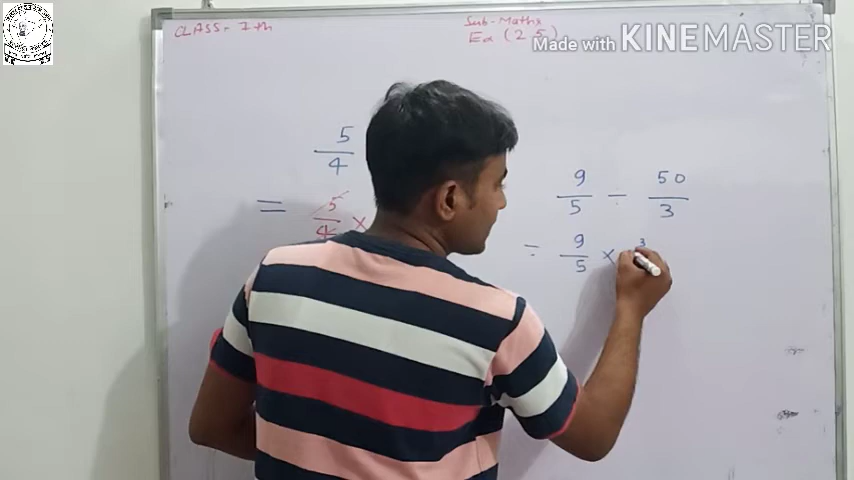 CLASS- 7th
Sub-Maths
Ex (2.5)
Made with KINEMASTER
5
4
= 5/4 ×
9/5 ÷ 50/3
= 9/5 × 3